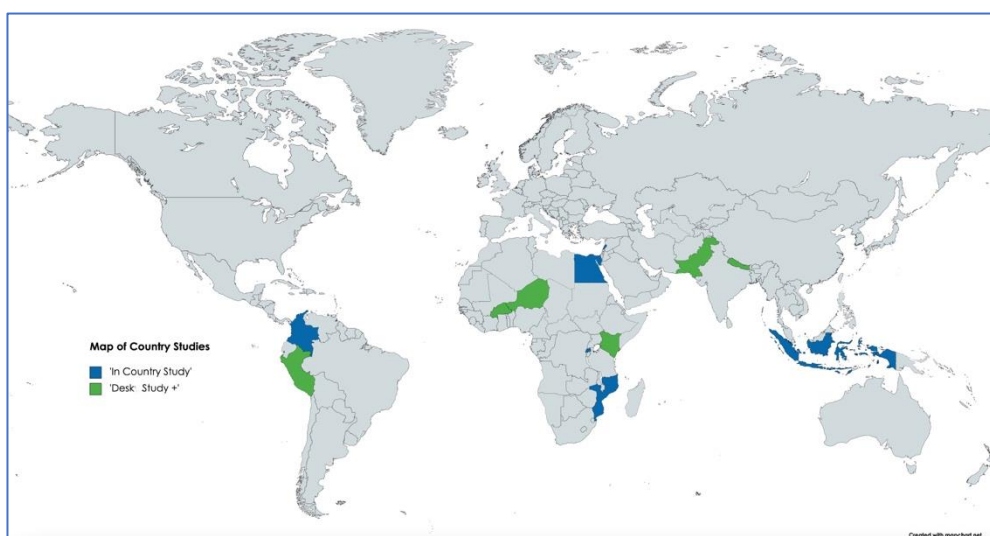 Map of Country Studies
'In Country Study'
'Desk Study +'
Created with mapchart.net